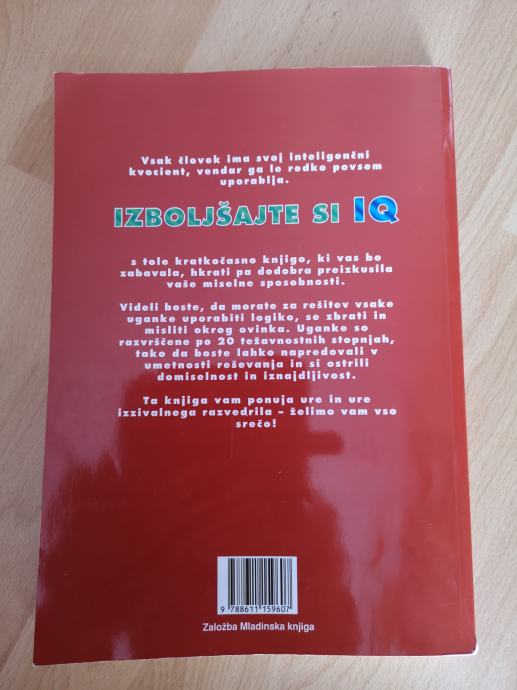 Vsak človek ima svoj inteligenčni
kvocient, vendar ga le redko povsem
uporablja.
IZBOLJŠAJTE SI IQ
s tole kratkočasno knjigo, ki vas bo
zabavala, hkrati pa dodobra preizkusila
vaše miselne sposobnosti.
Videli boste, da morate za rešitev vsake
uganke uporabiti logiko, se zbrati in
misliti okrog ovinka. Uganke so
razvrščene po 20 težavnostnih stopnjah,
tako da boste lahko napredovali v
umetnosti reševanja in si ostrili
domiselnost in iznajdljivost.
Ta knjiga vam ponuja ure in ure
izzivalnega razvedrila – želimo vam vso
srečo!
9 788611 159607
Založba Mladinska knjiga